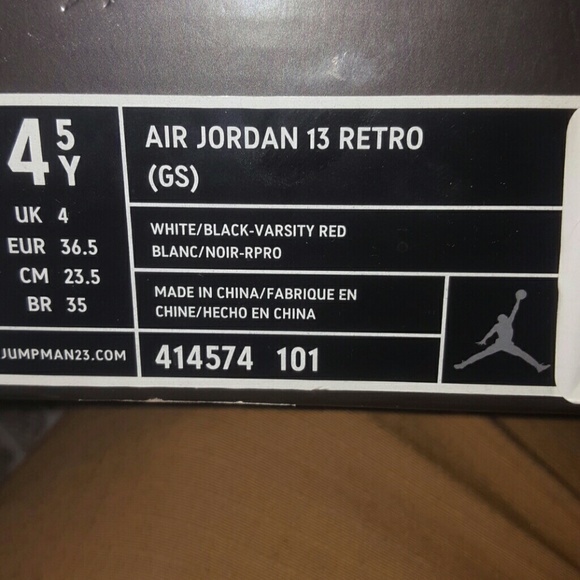 4 5 Y
UK 4
EUR 36.5
CM 23.5
BR 35
JUMPMAN23.COM
AIR JORDAN 13 RETRO
(GS)
WHITE/BLACK-VARSITY RED
BLANC/NOIR-RPRO
MADE IN CHINA/FABRIQUE EN
CHINE/HECHO EN CHINA
414574 101